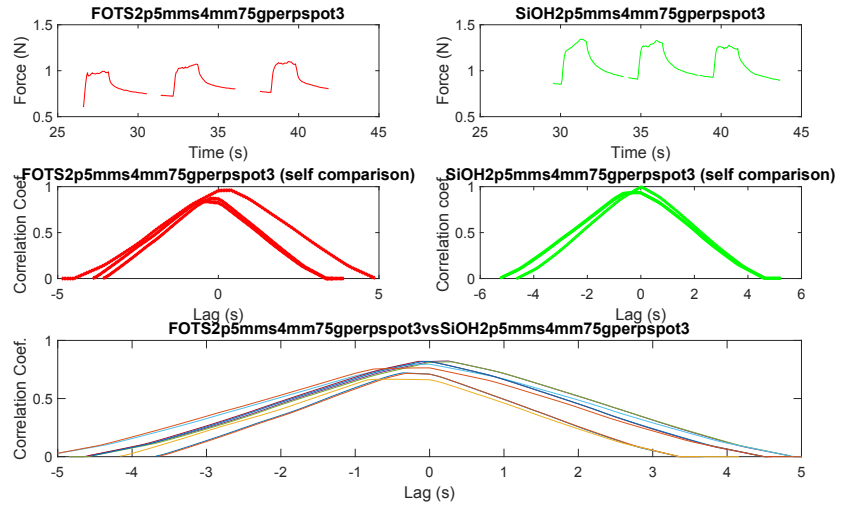 FOTS2p5mms4mm75gperpspot3
1.5
1
0.5
Force (N)
25 30 35 40 45
Time (s)
SiOH2p5mms4mm75gperpspot3
1.5
1
0.5
Force (N)
25 30 35 40 45
Time (s)
FOTS2p5mms4mm75gperpspot3 (self comparison)
1
0.5
0
Correlation Coef.
-5 0 5
Lag (s)
SiOH2p5mms4mm75gperpspot3 (self comparison)
1
0.5
0
Correlation coef.
-6 -4 -2 0 2 4 6
Lag (s)
FOTS2p5mms4mm75gperpspot3vsSiOH2p5mms4mm75gperpspot3
1
0.5
0
Correlation Coef.
-5 -4 -3 -2 -1 0 1 2 3 4 5
Lag (s)